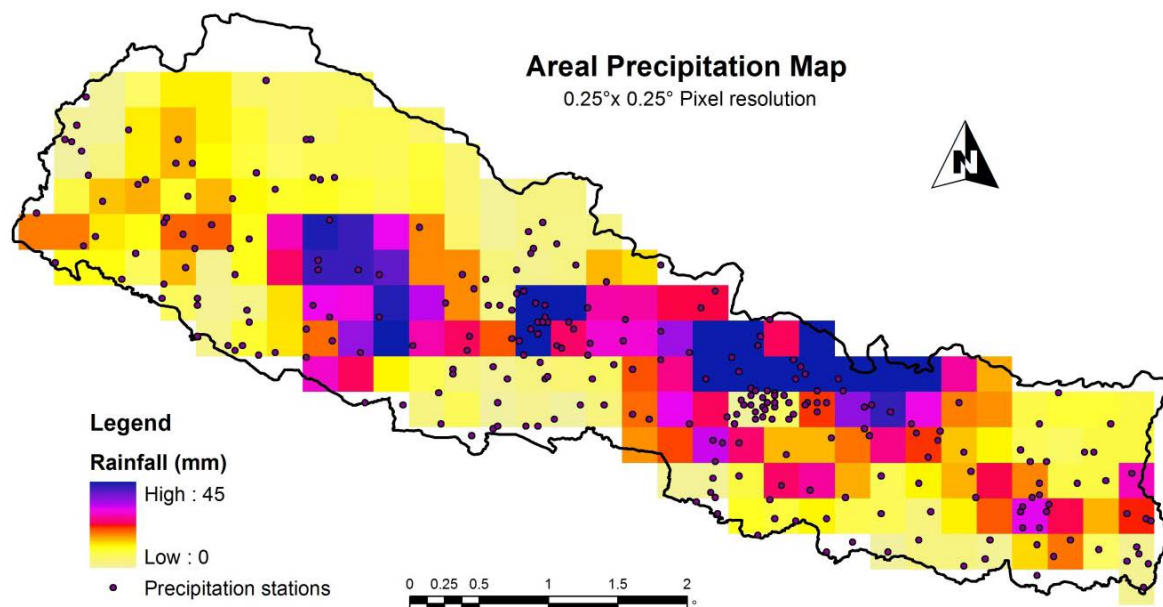 Areal Precipitation Map
0.25°x 0.25° Pixel resolution
N
Legend
Rainfall (mm)
High : 45
Low : 0
Precipitation stations
0 0.25 0.5 1 1.5 2
°